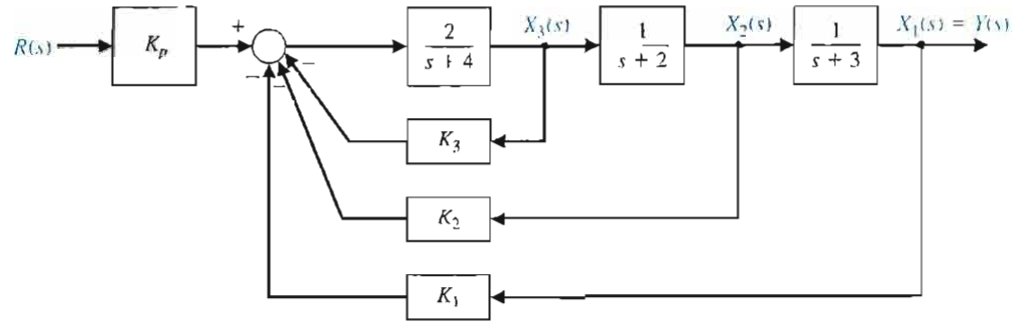 R(s)
K_p
+
−
−
−
2
s + 4
X_3(s)
1
s + 2
X_2(s)
1
s + 3
X_1(s) = Y(s)
K_3
K_2
K_1